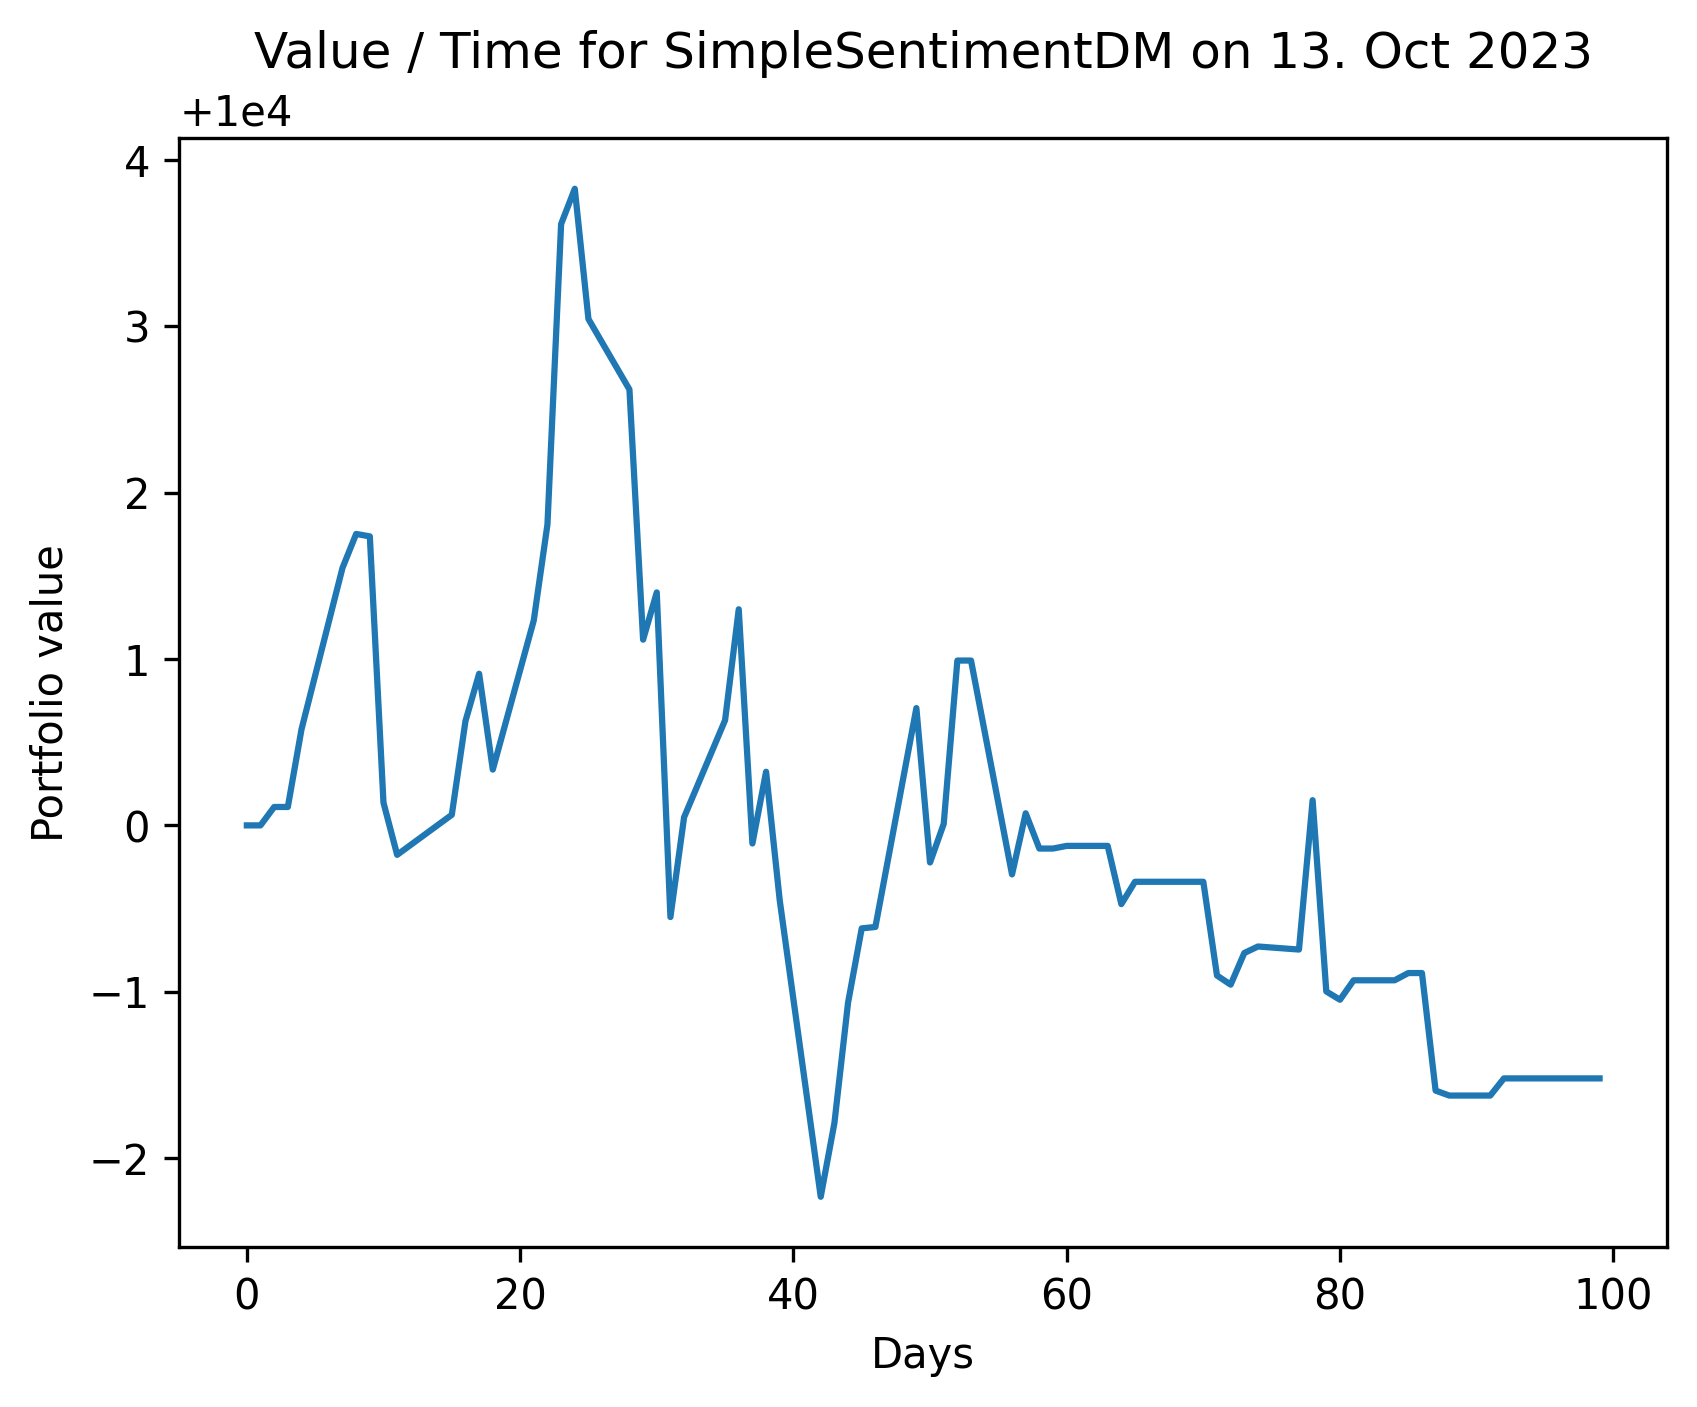 Value / Time for SimpleSentimentDM on 13. Oct 2023
+1e4
4
3
2
1
0
−1
−2
Portfolio value
0 20 40 60 80 100
Days